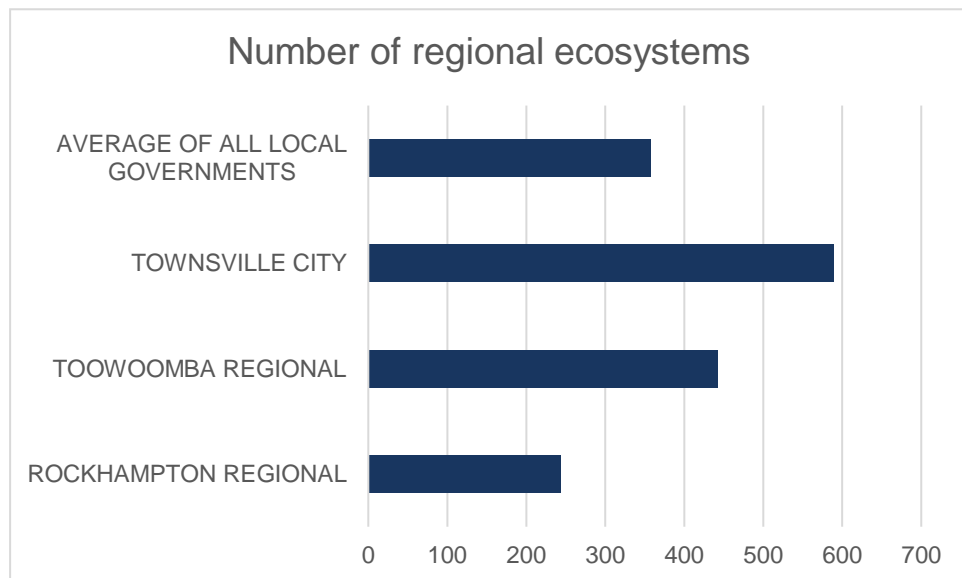 Number of regional ecosystems
AVERAGE OF ALL LOCAL
GOVERNMENTS
TOWNSVILLE CITY
TOOWOOMBA REGIONAL
ROCKHAMPTON REGIONAL
0 100 200 300 400 500 600 700